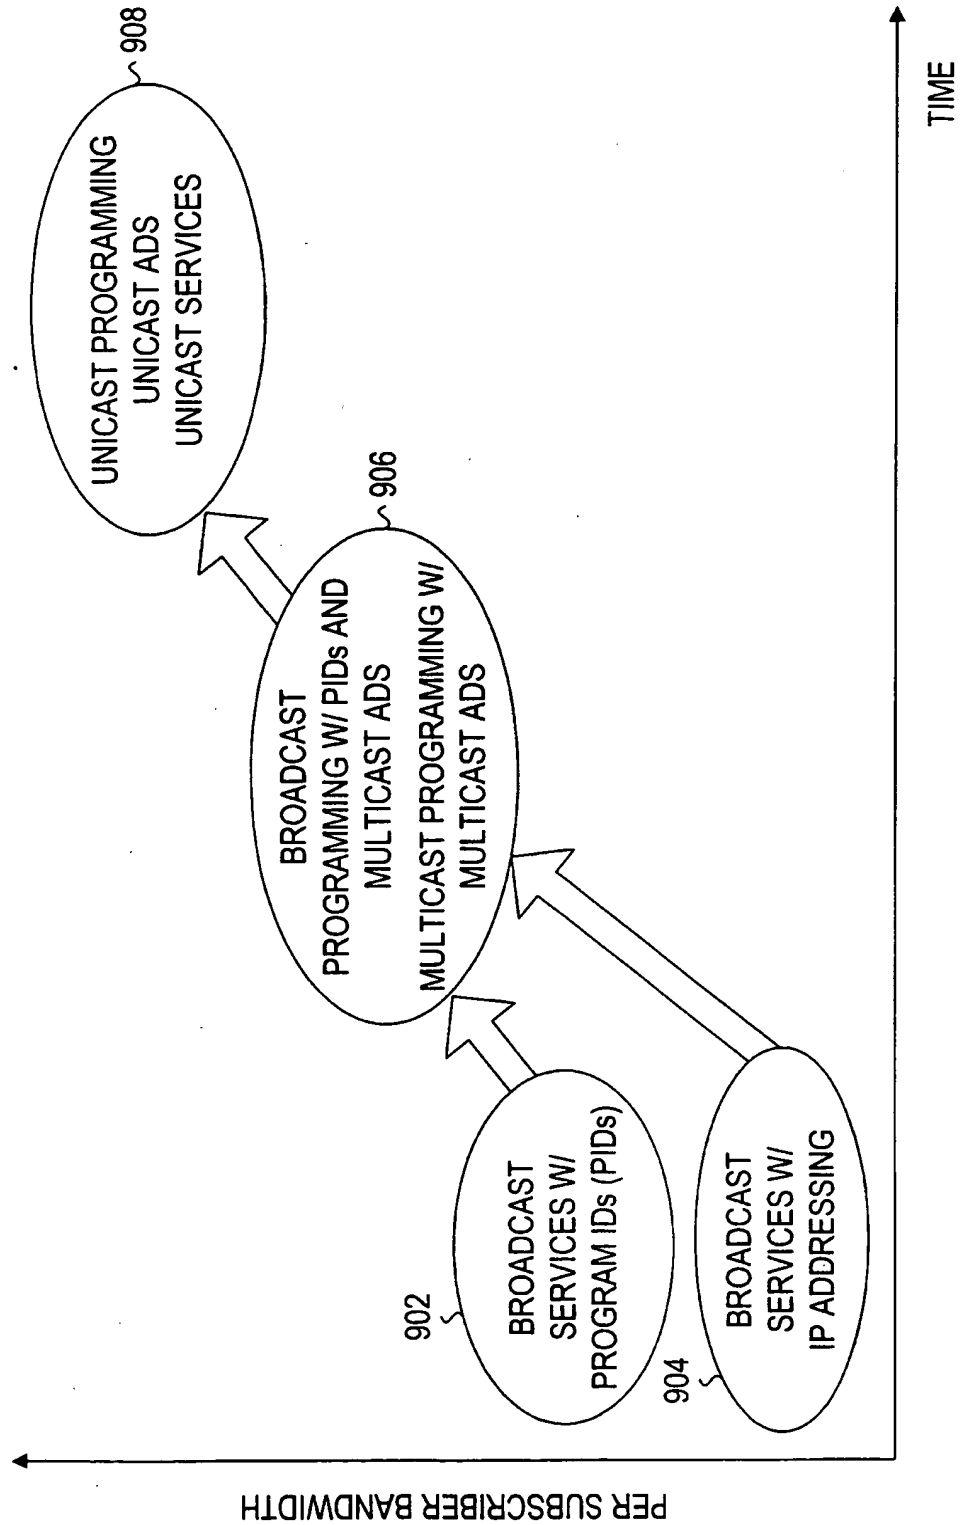 PER SUBSCRIBER BANDWIDTH
902
BROADCAST
SERVICES W/
PROGRAM IDs (PIDs)
904
BROADCAST
SERVICES W/
IP ADDRESSING
906
BROADCAST
PROGRAMMING W/ PIDs AND
MULTICAST ADS
MULTICAST PROGRAMMING W/
MULTICAST ADS
908
UNICAST PROGRAMMING
UNICAST ADS
UNICAST SERVICES
TIME